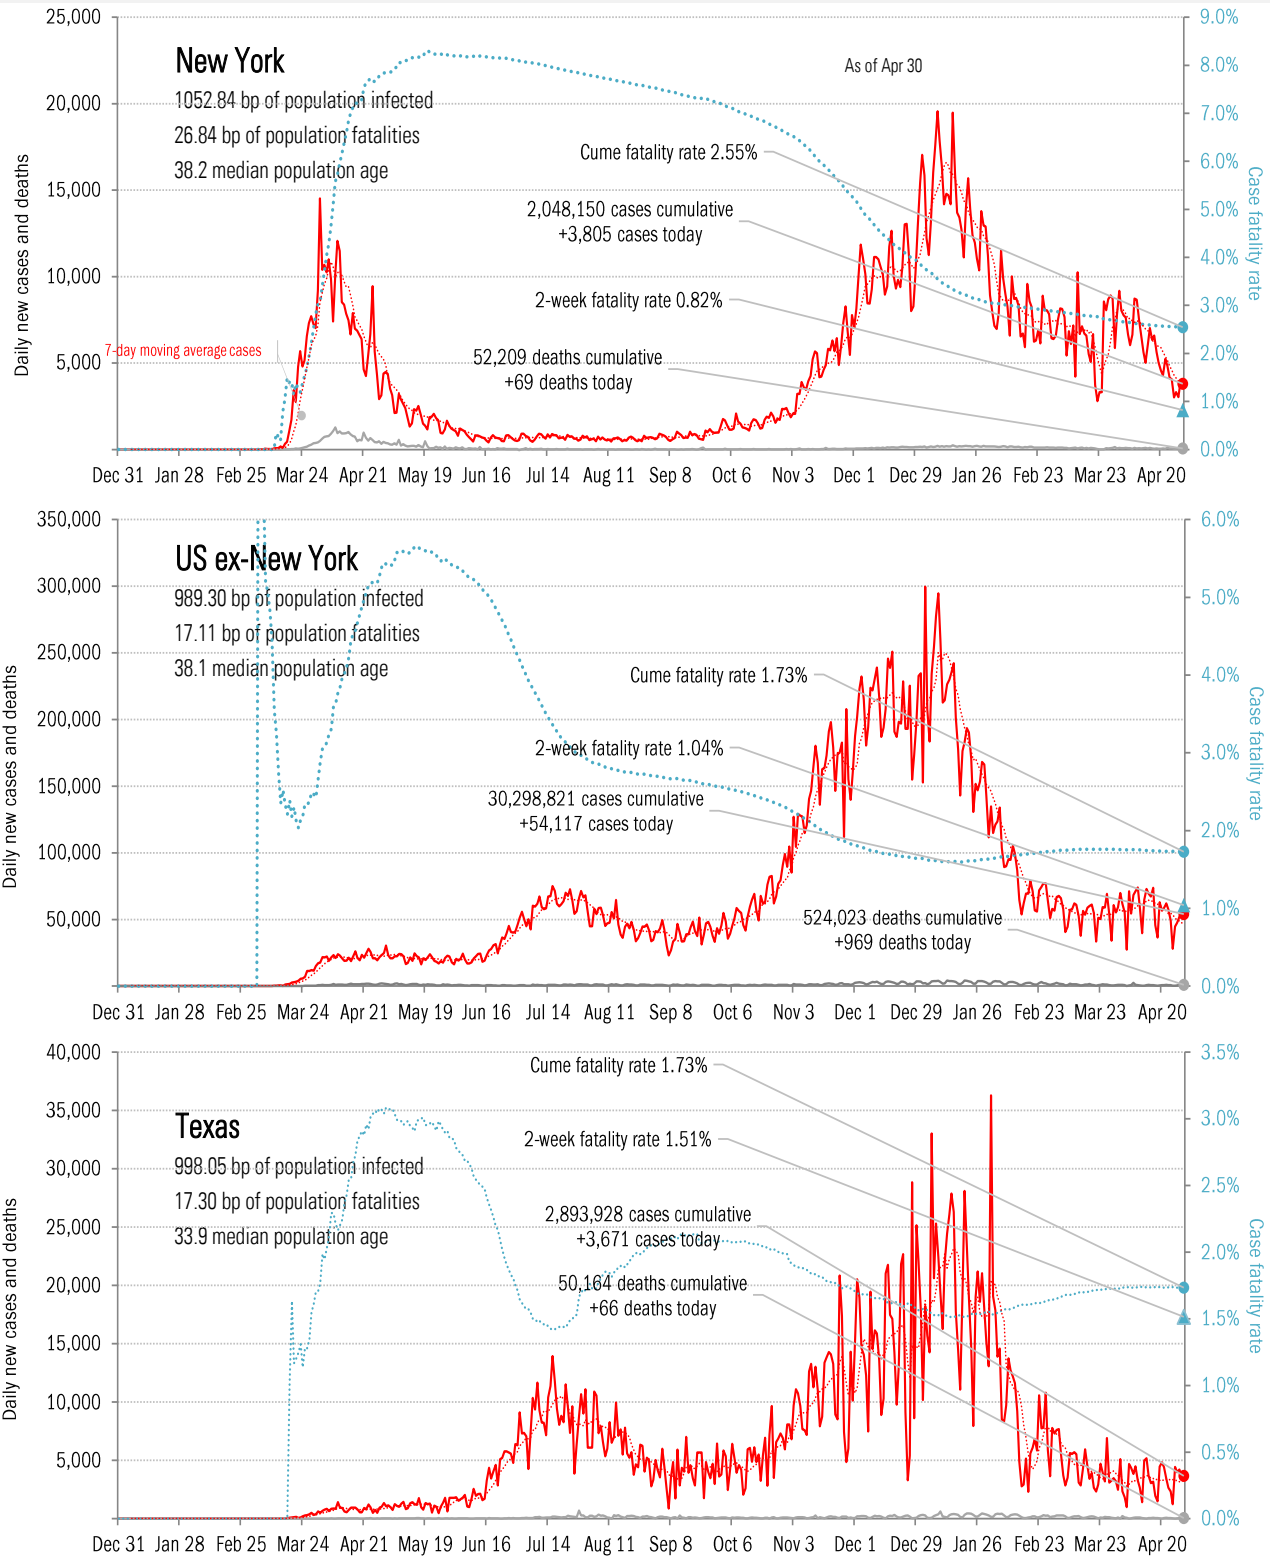 25,000
9.0%
New York
As of Apr 30
8.0%
1052.84 bp of population infected
20,000
7.0%
26.84 bp of population fatalities
Cume fatality rate 2.55%
6.0%
38.2 median population age
15,000
5.0%
2,048,150 cases cumulative
+3,805 cases today
4.0%
10,000
2-week fatality rate 0.82%
3.0%
7-day moving average cases
52,209 deaths cumulative
+69 deaths today
2.0%
5,000
1.0%
0.0%
Daily new cases and deaths
Case fatality rate
Dec 31 Jan 28 Feb 25 Mar 24 Apr 21 May 19 Jun 16 Jul 14 Aug 11 Sep 8 Oct 6 Nov 3 Dec 1 Dec 29 Jan 26 Feb 23 Mar 23 Apr 20
350,000
6.0%
US ex-New York
300,000
989.30 bp of population infected
5.0%
17.11 bp of population fatalities
250,000
38.1 median population age
Cume fatality rate 1.73%
4.0%
200,000
2-week fatality rate 1.04%
3.0%
150,000
30,298,821 cases cumulative
+54,117 cases today
2.0%
100,000
50,000
524,023 deaths cumulative
+969 deaths today
1.0%
0.0%
Daily new cases and deaths
Case fatality rate
Dec 31 Jan 28 Feb 25 Mar 24 Apr 21 May 19 Jun 16 Jul 14 Aug 11 Sep 8 Oct 6 Nov 3 Dec 1 Dec 29 Jan 26 Feb 23 Mar 23 Apr 20
40,000
3.5%
Cume fatality rate 1.73%
35,000
3.0%
Texas
2-week fatality rate 1.51%
30,000
998.05 bp of population infected
2.5%
17.30 bp of population fatalities
25,000
33.9 median population age
2,893,928 cases cumulative
+3,671 cases today
2.0%
20,000
50,164 deaths cumulative
+66 deaths today
1.5%
15,000
1.0%
10,000
0.5%
5,000
0.0%
Daily new cases and deaths
Case fatality rate
Dec 31 Jan 28 Feb 25 Mar 24 Apr 21 May 19 Jun 16 Jul 14 Aug 11 Sep 8 Oct 6 Nov 3 Dec 1 Dec 29 Jan 26 Feb 23 Mar 23 Apr 20